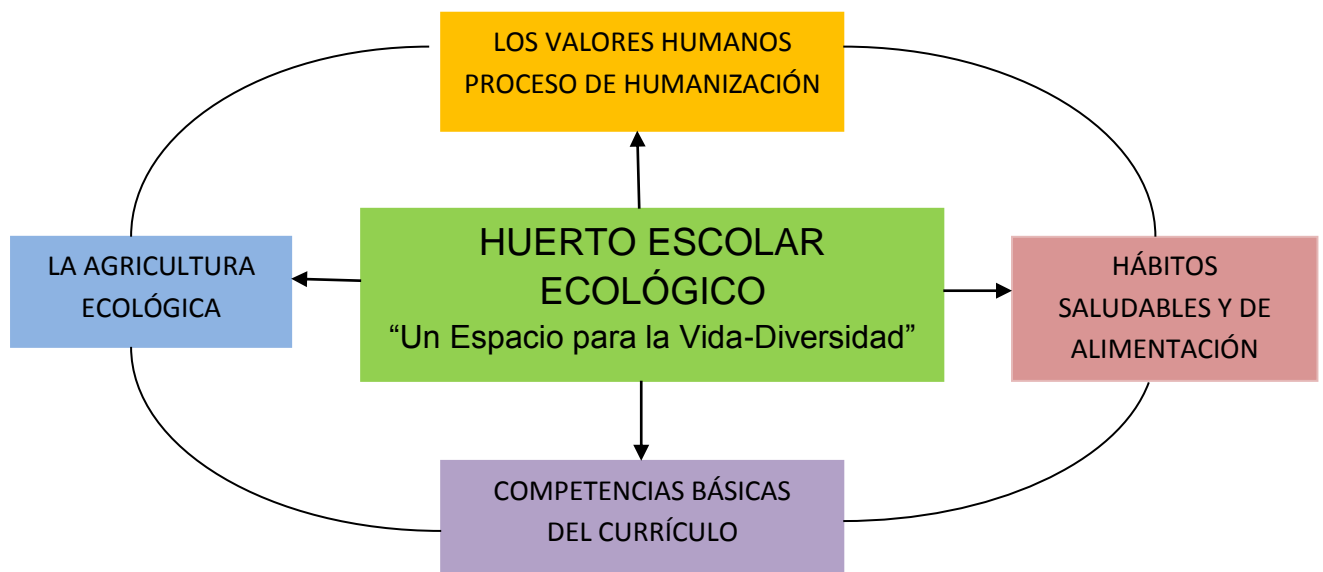 LOS VALORES HUMANOS
PROCESO DE HUMANIZACIÓN
HUERTO ESCOLAR
ECOLÓGICO
“Un Espacio para la Vida-Diversidad”
LA AGRICULTURA
ECOLÓGICA
HÁBITOS
SALUDABLES Y DE
ALIMENTACIÓN
COMPETENCIAS BÁSICAS
DEL CURRÍCULO